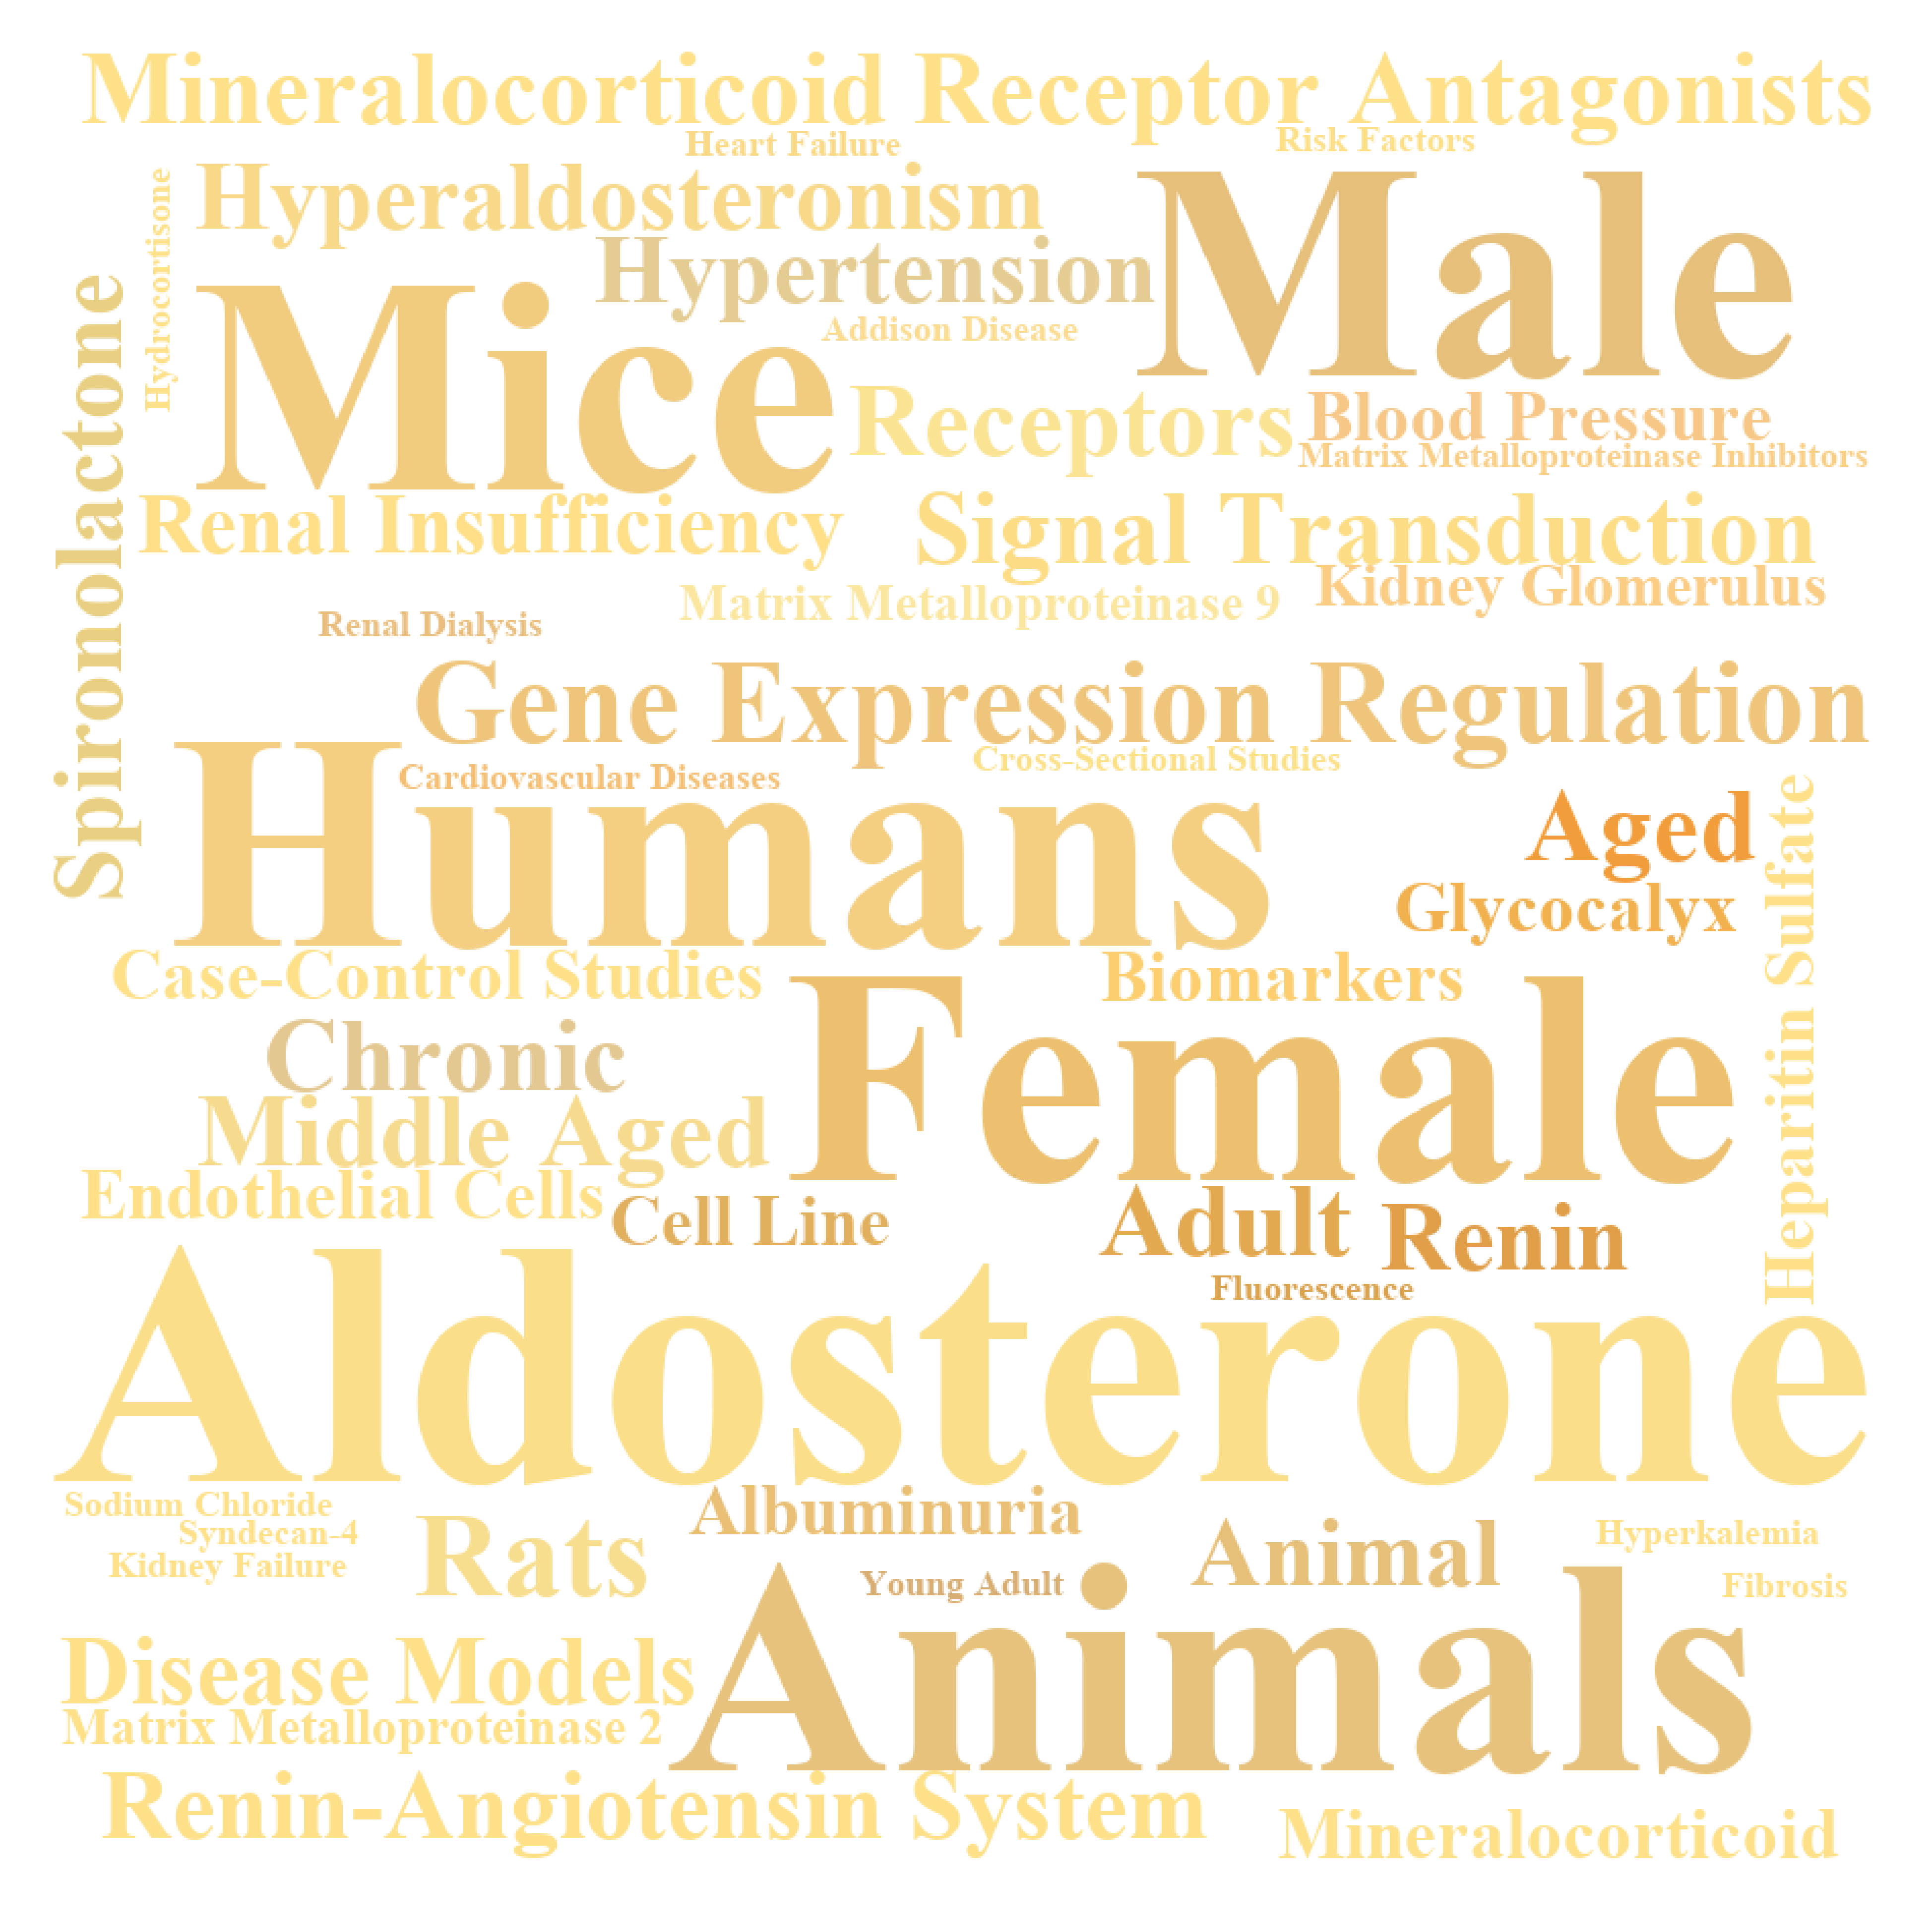 Mineralocorticoid Receptor Antagonists
Heart Failure
Risk Factors
Hyperaldosteronism
Male
Hydrocortisone
Hypertension
Spironolactone
Mice
Addison Disease
Receptors
Blood Pressure
Matrix Metalloproteinase Inhibitors
Renal Insufficiency
Signal Transduction
Kidney Glomerulus
Matrix Metalloproteinase 9
Renal Dialysis
Gene Expression Regulation
Cross-Sectional Studies
Cardiovascular Diseases
Humans
Aged
Heparitin Sulfate
Glycocalyx
Case-Control Studies
Biomarkers
Female
Chronic
Middle Aged
Endothelial Cells
Cell Line
Adult
Renin
Fluorescence
Aldosterone
Sodium Chloride
Albuminuria
Syndecan-4
Rats
Animal
Hyperkalemia
Kidney Failure
Young Adult
Fibrosis
Animals
Disease Models
Matrix Metalloproteinase 2
Renin-Angiotensin System
Mineralocorticoid